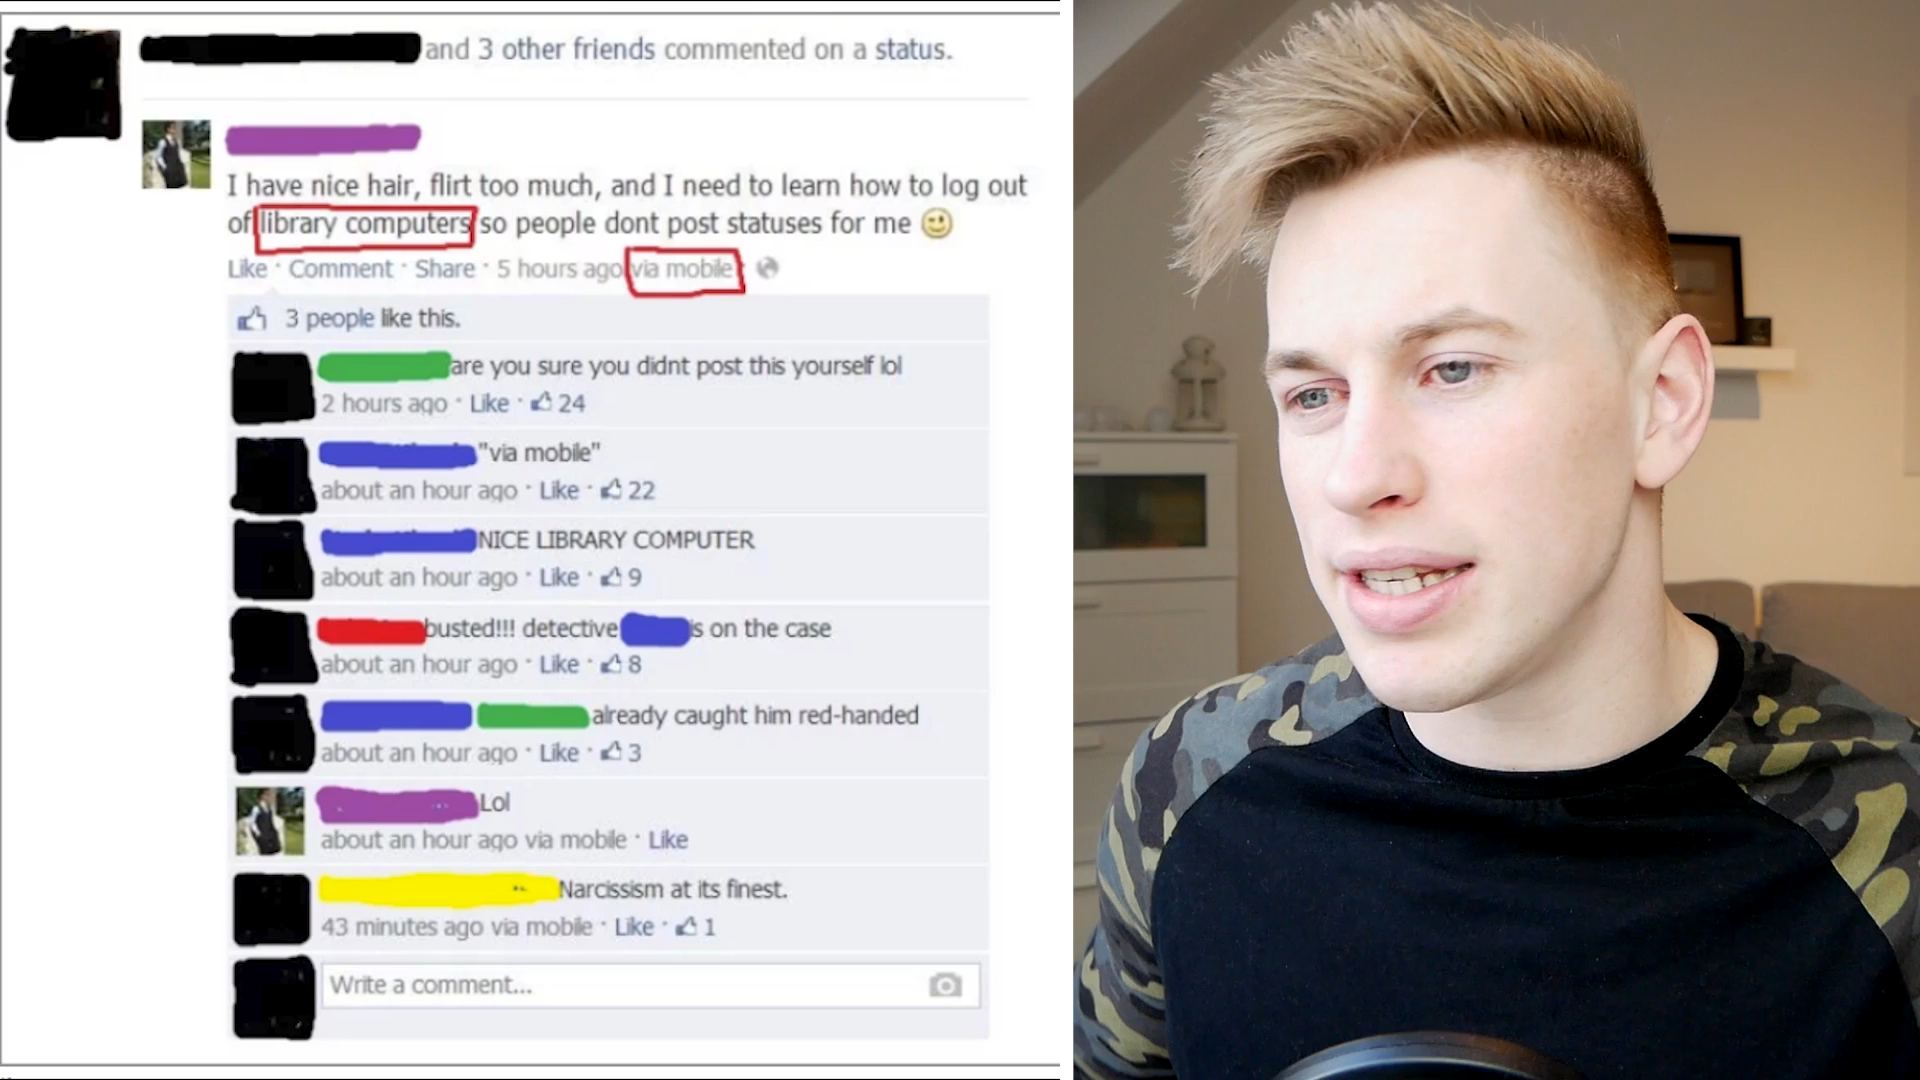 and 3 other friends commented on a status.
I have nice hair, flirt too much, and I need to learn how to log out
of library computers so people dont post statuses for me
Like · Comment · Share · 5 hours ago via mobile
3 people like this.
are you sure you didnt post this yourself lol
2 hours ago · Like · 24
"via mobile"
about an hour ago · Like · 22
NICE LIBRARY COMPUTER
about an hour ago · Like · 9
busted!!! detective is on the case
about an hour ago · Like · 8
already caught him red-handed
about an hour ago · Like · 3
Lol
about an hour ago via mobile · Like
Narcissism at its finest.
43 minutes ago via mobile · Like · 1
Write a comment...